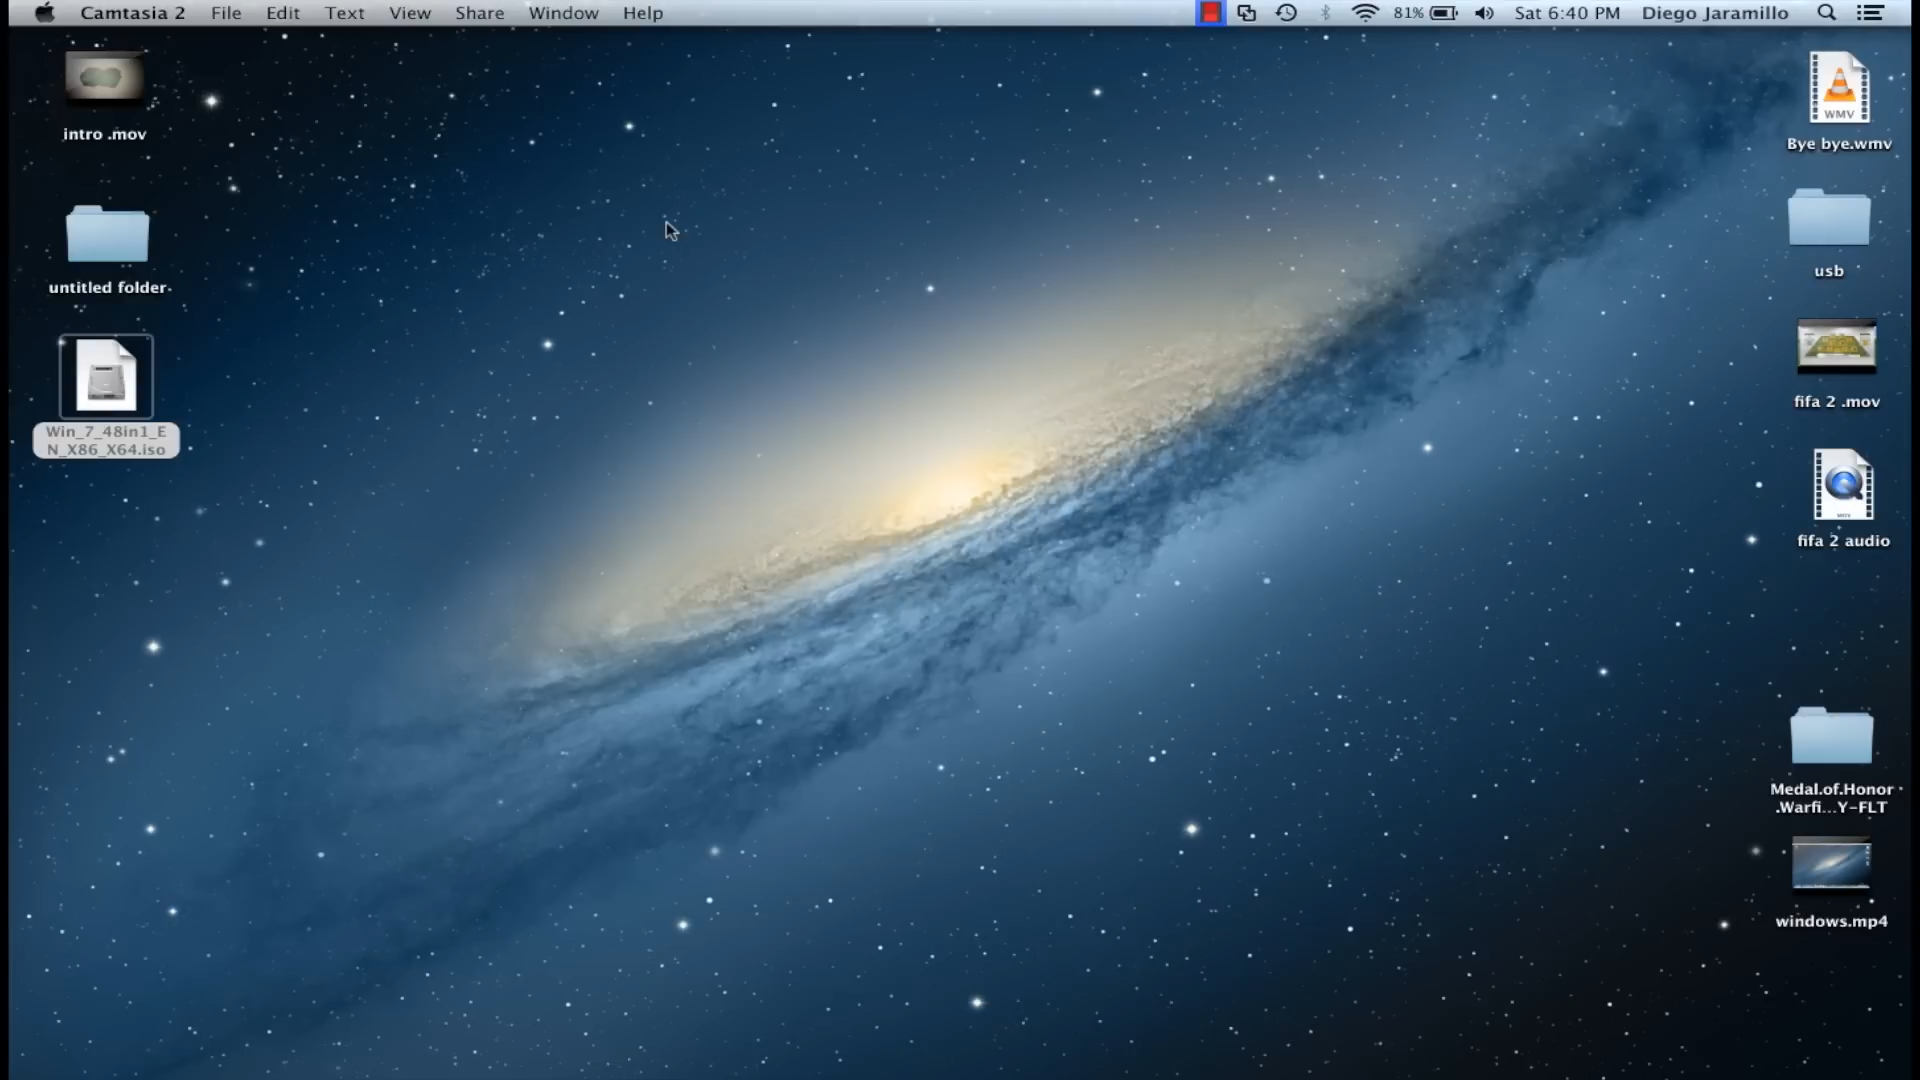 Camtasia 2 File Edit Text View Share Window Help 81% Sat 6:40 PM Diego Jaramillo
intro .mov
untitled folder
Win_7_48in1_E
N_X86_X64.iso
WMV
Bye bye.wmv
usb
fifa 2 .mov
MOV
fifa 2 audio
Medal.of.Honor
.Warfi...Y-FLT
windows.mp4